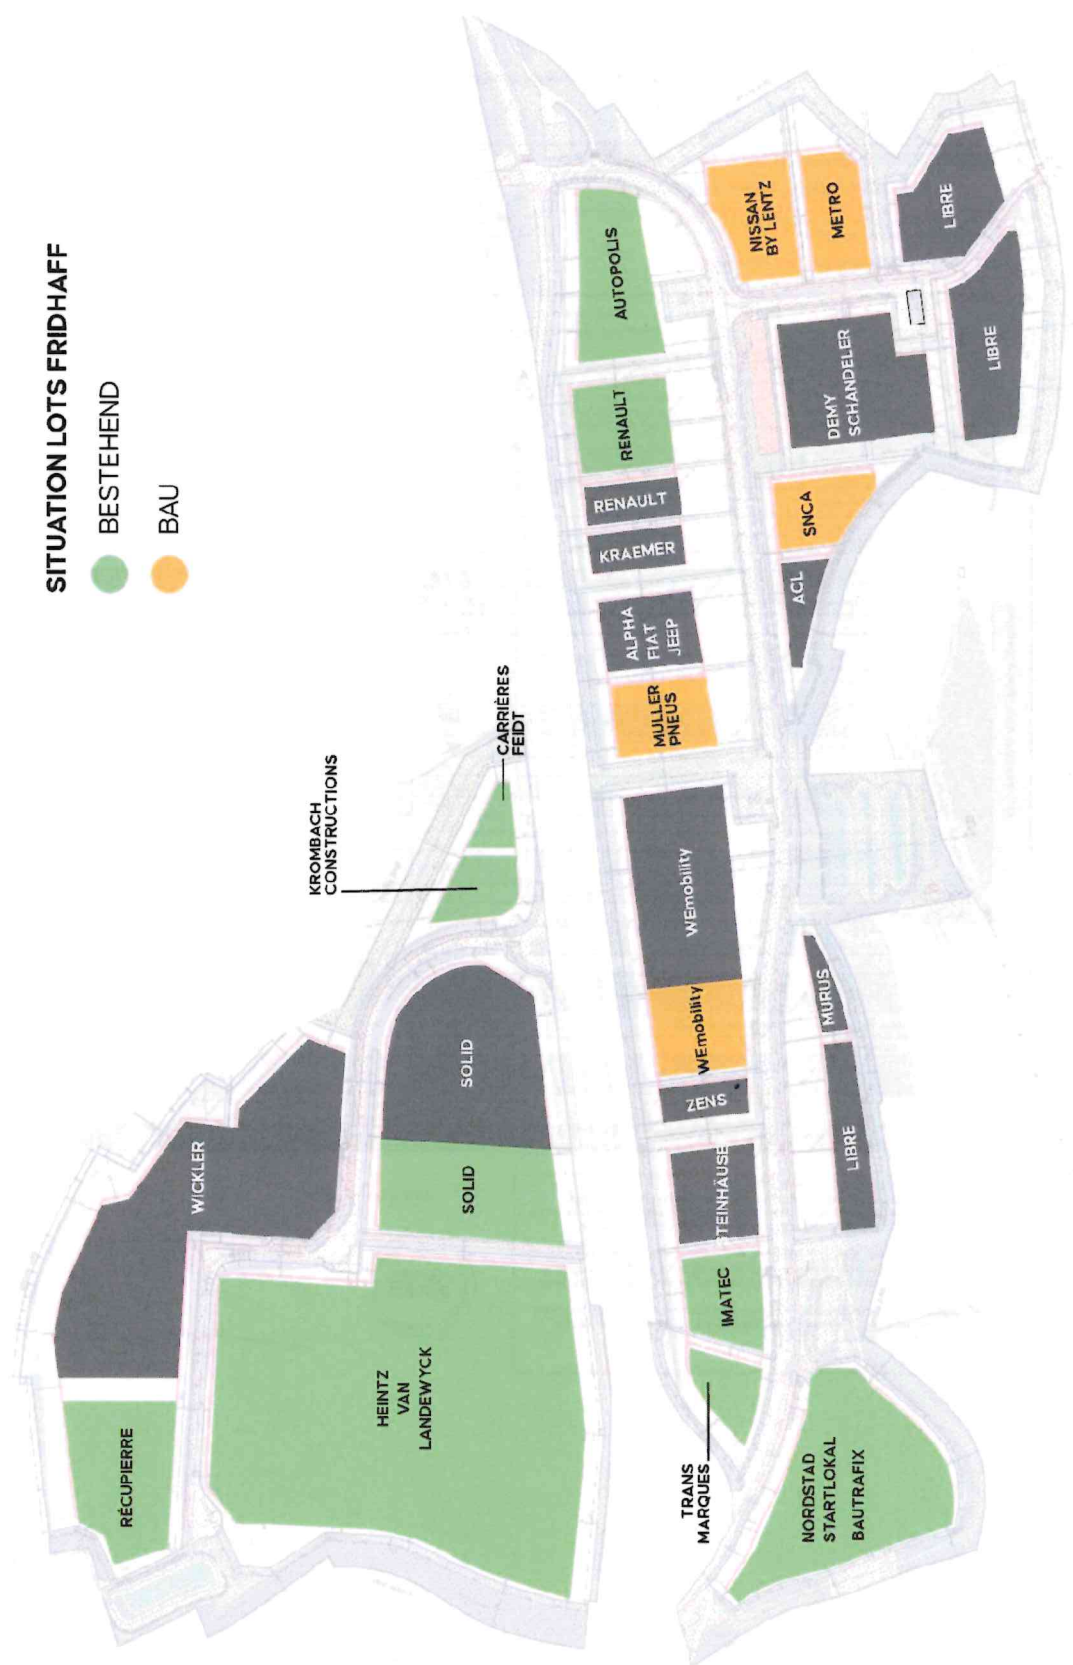 SITUATION LOTS FRIDHAFF
BESTEHEND
BAU
RÉCUPIERRE
WICKLER
HEINTZ
VAN
LANDEWYCK
SOLID
SOLID
KROMBACH
CONSTRUCTIONS
CARRIÈRES
FEIDT
TRANS
MARQUES
IMATEC
STEINHÄUSE
ZENS
WEmobility
WEmobility
MULLER
PNEUS
ALPHA
FIAT
JEEP
KRAEMER
RENAULT
RENAULT
AUTOPOLIS
NORDSTAD
STARTLOKAL
BAUTRAFIX
LIBRE
MURUS
ACL
SNCA
DEMY
SCHANDELER
NISSAN
BY LENTZ
METRO
LIBRE
LIBRE